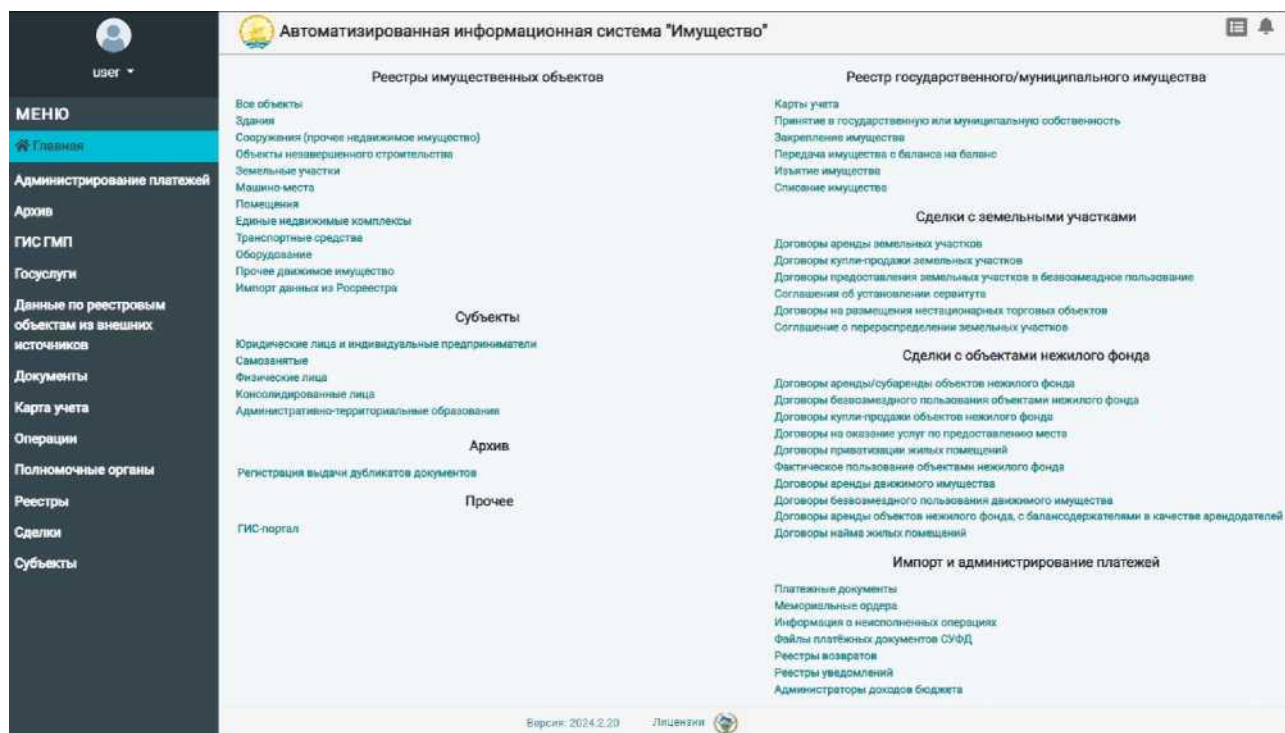 Автоматизированная информационная система "Имущество"
user
МЕНЮ
Главная
Администрирование платежей
Архив
ГИС ГМП
Госуслуги
Данные по реестровым
объектам из внешних
источников
Документы
Карта учета
Операции
Полномочные органы
Реестры
Сделки
Субъекты
Реестры имущественных объектов
Все объекты
Здания
Сооружения (прочее недвижимое имущество)
Объекты незавершенного строительства
Земельные участки
Машино-места
Помещения
Единые недвижимые комплексы
Транспортные средства
Оборудование
Прочее движимое имущество
Импорт данных из Росреестра
Субъекты
Юридические лица и индивидуальные предприниматели
Самозанятые
Физические лица
Консолидированные лица
Административно-территориальные образования
Архив
Регистрация выдачи дубликатов документов
Прочее
ГИС-портал
Реестр государственного/муниципального имущества
Карты учета
Принятие в государственную или муниципальную собственность
Закрепление имущества
Передача имущества с баланса на баланс
Изъятие имущества
Списание имущества
Сделки с земельными участками
Договоры аренды земельных участков
Договоры купли-продажи земельных участков
Договоры предоставления земельных участков в безвозмездное пользование
Соглашения об установлении сервитута
Договоры на размещения нестационарных торговых объектов
Соглашение о перераспределении земельных участков
Сделки с объектами нежилого фонда
Договоры аренды/субаренды объектов нежилого фонда
Договоры безвозмездного пользования объектами нежилого фонда
Договоры купли-продажи объектов нежилого фонда
Договоры на оказание услуг по предоставлению места
Договоры приватизации жилых помещений
Фактическое пользование объектами нежилого фонда
Договоры аренды движимого имущества
Договоры безвозмездного пользования движимого имущества
Договоры аренды объектов нежилого фонда, с балансодержателями в качестве арендодателей
Договоры найма жилых помещений
Импорт и администрирование платежей
Платежные документы
Мемориальные ордера
Информация о неисполненных операциях
Файлы платёжных документов СУФД
Реестры возвратов
Реестры уведомлений
Администраторы доходов бюджета
Версия: 2024.2.20 Лицензии